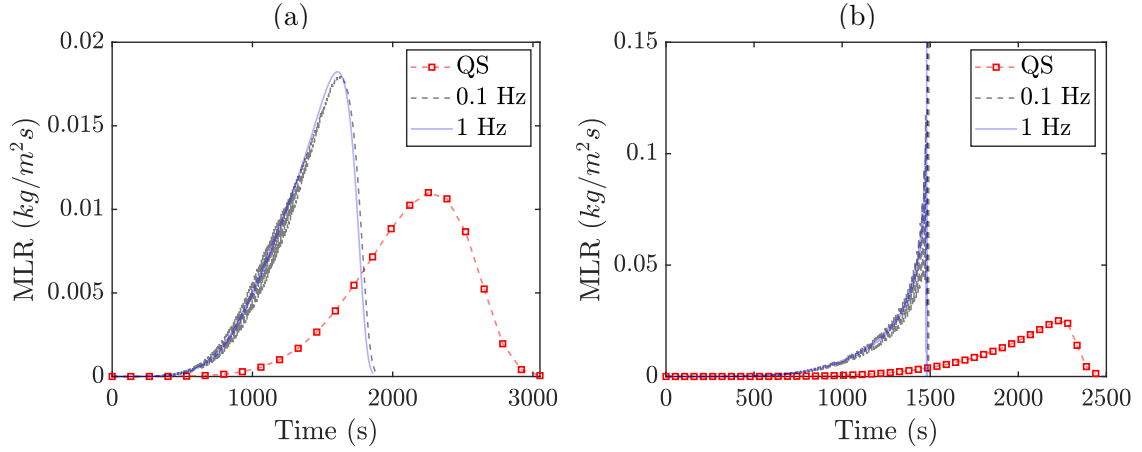 (a)
0.02
0.015
0.01
0.005
0
MLR (kg/m²s)
0
1000
2000
3000
Time (s)
QS
0.1 Hz
1 Hz
(b)
0.15
0.1
0.05
0
MLR (kg/m²s)
0
500
1000
1500
2000
2500
Time (s)
QS
0.1 Hz
1 Hz